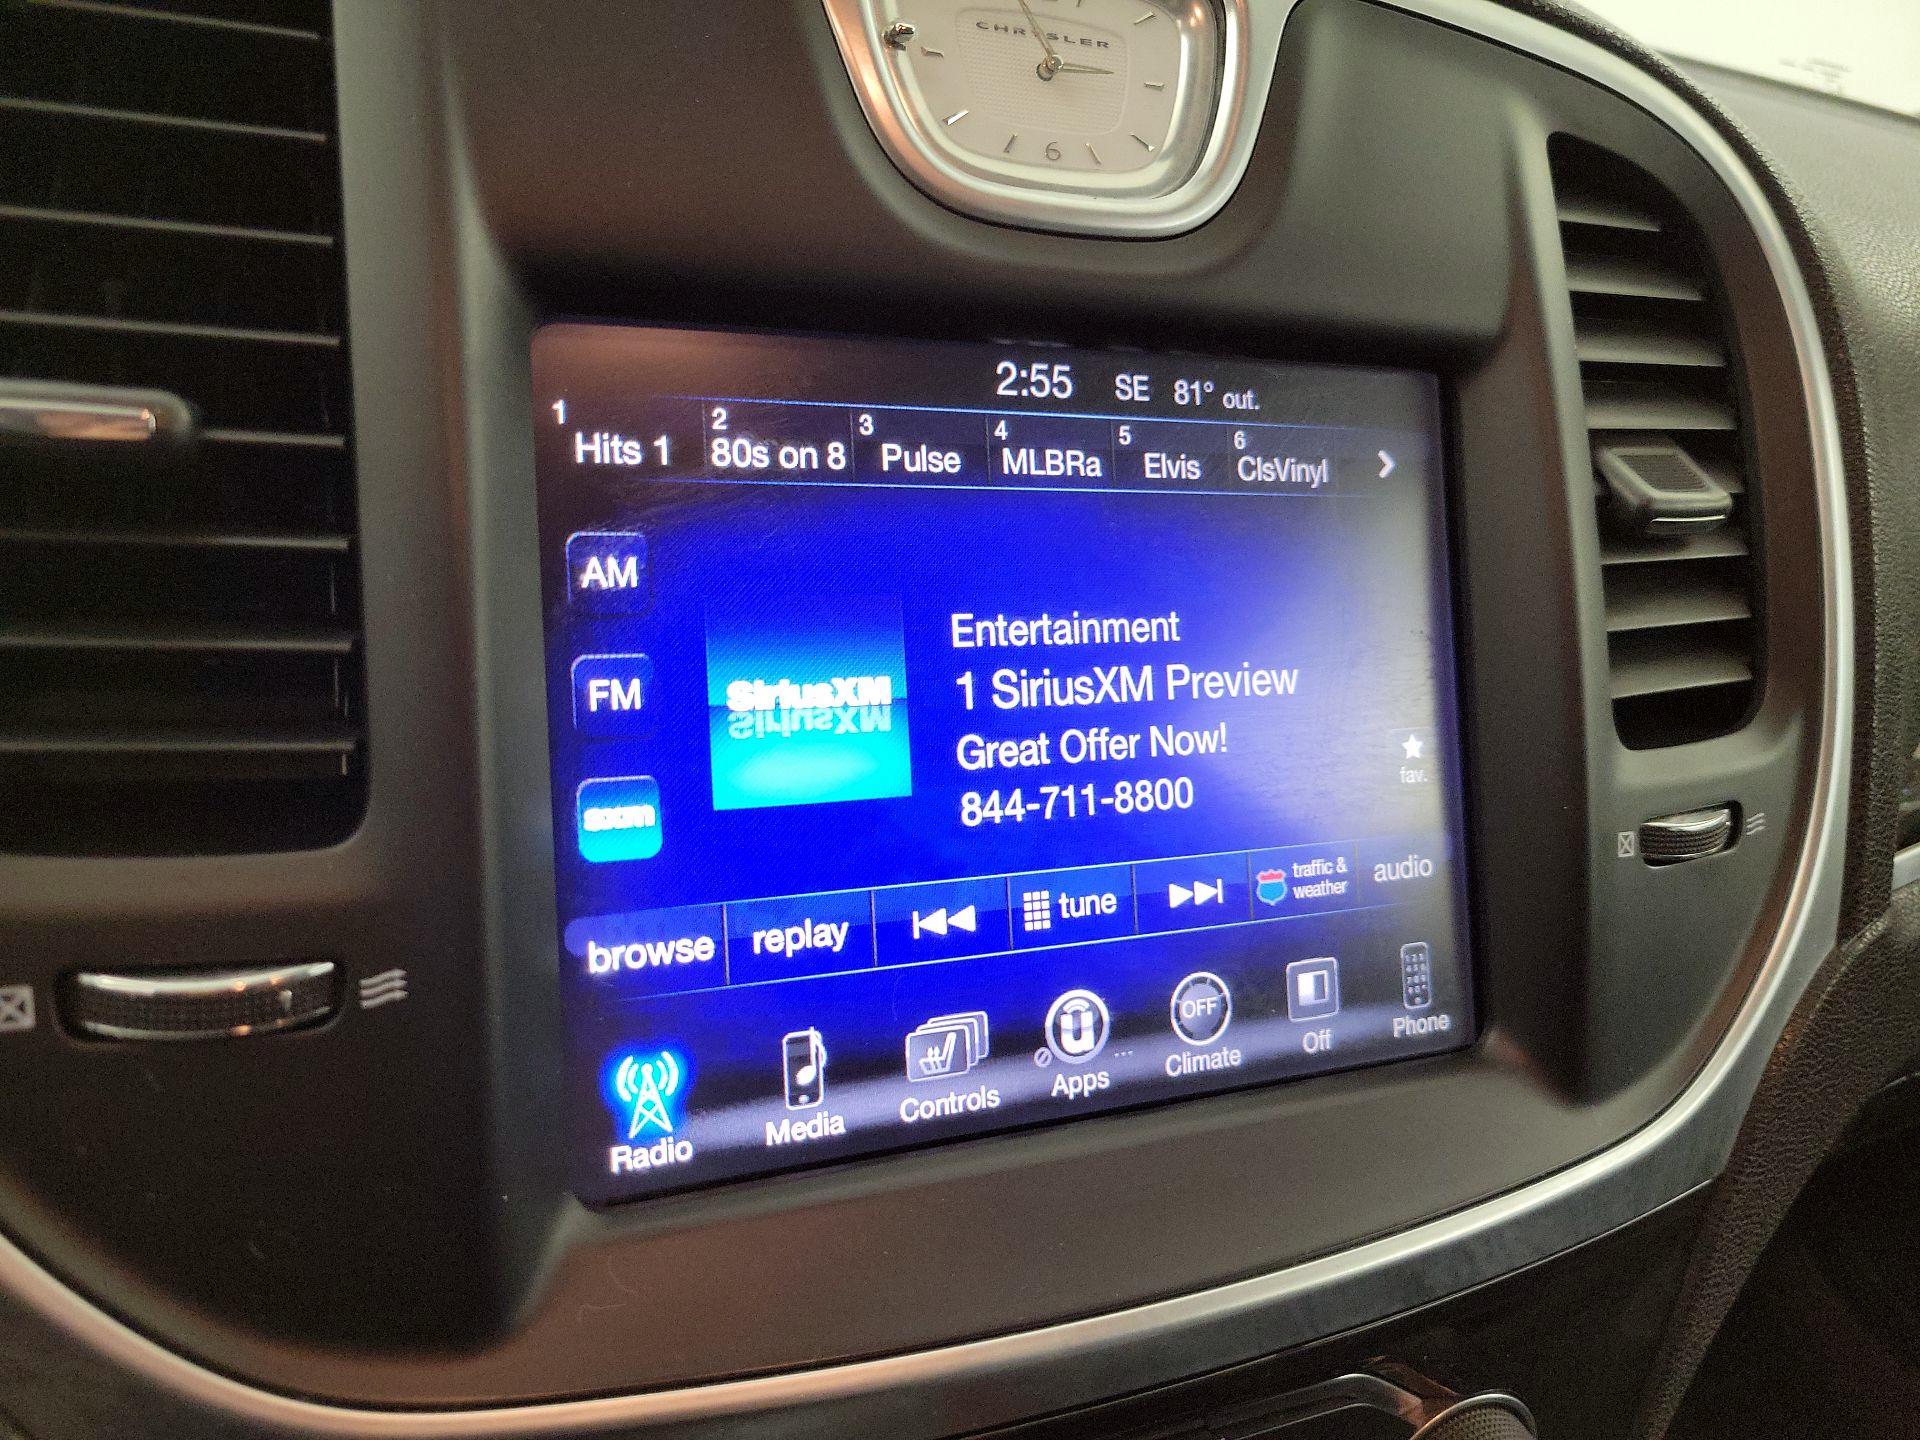 CHRYSLER
6
2:55 SE 81° out.
1 2 3 4 5 6
Hits 1 80s on 8 Pulse MLBRa Elvis ClsVinyl
AM
FM
sxm
SiriusXM
Entertainment
1 SiriusXM Preview
Great Offer Now!
844-711-8800
fav.
browse replay tune traffic & weather audio
OFF
Radio Media Controls Apps Climate Off Phone